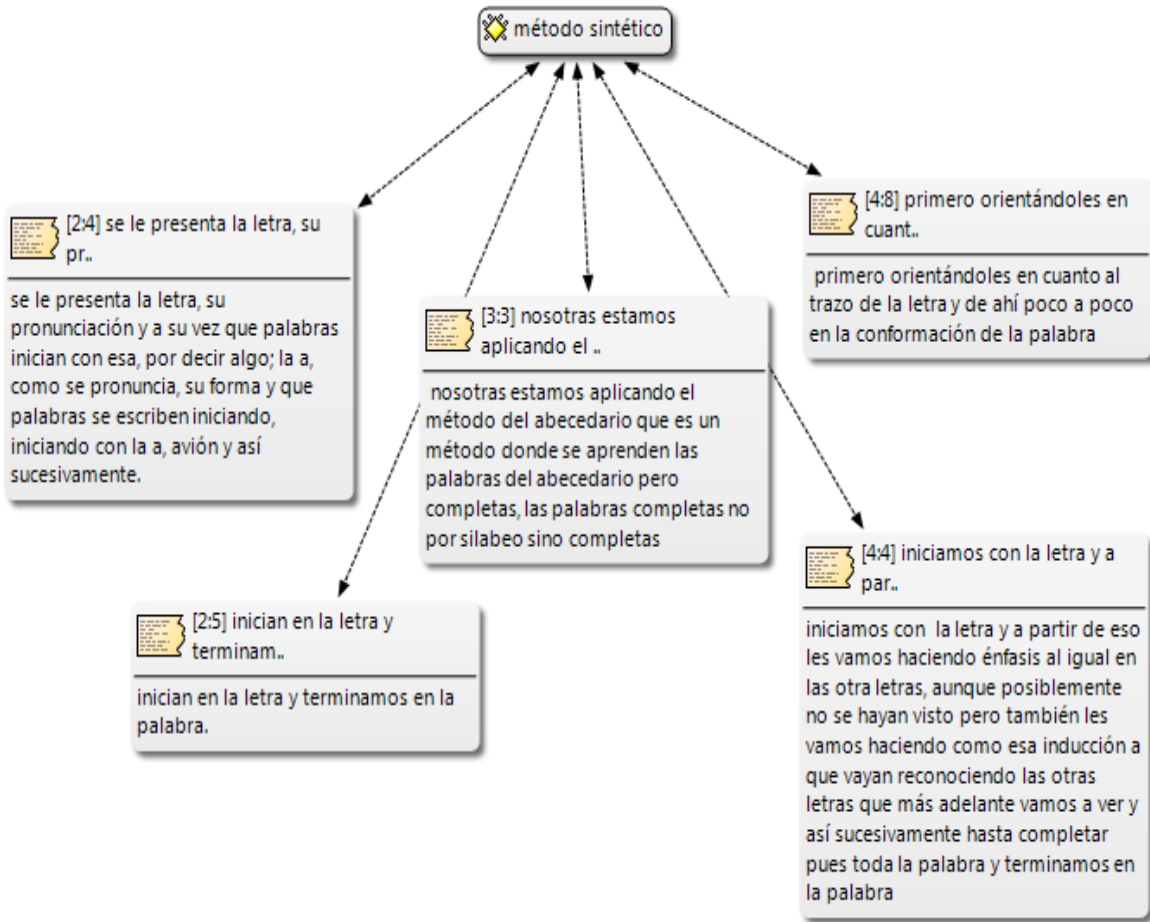 método sintético
[2:4] se le presenta la letra, su
pr..
se le presenta la letra, su
pronunciación y a su vez que palabras
inician con esa, por decir algo; la a,
como se pronuncia, su forma y que
palabras se escriben iniciando,
iniciando con la a, avión y así
sucesivamente.
[3:3] nosotras estamos
aplicando el ..
nosotras estamos aplicando el
método del abecedario que es un
método donde se aprenden las
palabras del abecedario pero
completas, las palabras completas no
por silabeo sino completas
[4:8] primero orientándoles en
cuant..
primero orientándoles en cuanto al
trazo de la letra y de ahí poco a poco
en la conformación de la palabra
[2:5] inician en la letra y
terminam..
inician en la letra y terminamos en la
palabra.
[4:4] iniciamos con la letra y a
par..
iniciamos con  la letra y a partir de eso
les vamos haciendo énfasis al igual en
las otra letras, aunque posiblemente
no se hayan visto pero también les
vamos haciendo como esa inducción a
que vayan reconociendo las otras
letras que más adelante vamos a ver y
así sucesivamente hasta completar
pues toda la palabra y terminamos en
la palabra